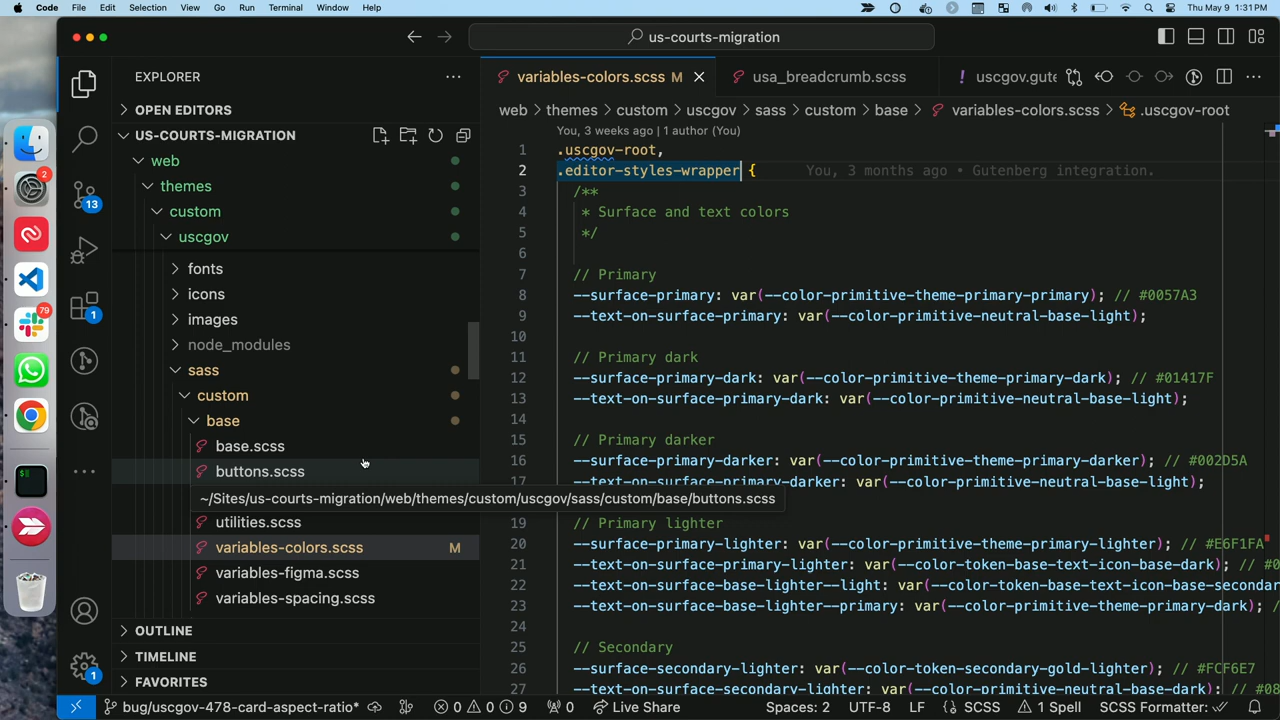 Code File Edit Selection View Go Run Terminal Window Help Thu May 9 1:31 PM
us-courts-migration
EXPLORER
variables-colors.scss M
usa_breadcrumb.scss
uscgov.gute
OPEN EDITORS
US-COURTS-MIGRATION
web
themes
custom
uscgov
fonts
icons
images
node_modules
sass
custom
base
base.scss
buttons.scss
~/Sites/us-courts-migration/web/themes/custom/uscgov/sass/custom/base/buttons.scss
utilities.scss
variables-colors.scss M
variables-figma.scss
variables-spacing.scss
OUTLINE
TIMELINE
FAVORITES
2
79
13
1
1
web > themes > custom > uscgov > sass > custom > base > variables-colors.scss > .uscgov-root
You, 3 weeks ago | 1 author (You)
1 .uscgov-root,
2 .editor-styles-wrapper { You, 3 months ago • Gutenberg integration.
3 /**
4 * Surface and text colors
5 */
6
7 // Primary
8 --surface-primary: var(--color-primitive-theme-primary-primary); // #0057A3
9 --text-on-surface-primary: var(--color-primitive-neutral-base-light);
10
11 // Primary dark
12 --surface-primary-dark: var(--color-primitive-theme-primary-dark); // #01417F
13 --text-on-surface-primary-dark: var(--color-primitive-neutral-base-light);
14
15 // Primary darker
16 --surface-primary-darker: var(--color-primitive-theme-primary-darker); // #002D5A
17 --text-on-surface-primary-darker: var(--color-primitive-neutral-base-light);
19 // Primary lighter
20 --surface-primary-lighter: var(--color-primitive-theme-primary-lighter); // #E6F1FA
21 --text-on-surface-primary-lighter: var(--color-token-base-text-icon-base-dark); // #0
22 --text-on-surface-base-lighter--light: var(--color-token-base-text-icon-base-seconda
23 --text-on-surface-base-lighter--primary: var(--color-primitive-theme-primary-dark); /
24
25 // Secondary
26 --surface-secondary-lighter: var(--color-token-secondary-gold-lighter); // #FCF6E7
27 --text-on-surface-secondary-lighter: var(--color-primitive-neutral-base-dark); // #08
bug/uscgov-478-card-aspect-ratio* 0 0 9 0 Live Share Spaces: 2 UTF-8 LF {} SCSS 1 Spell SCSS Formatter: